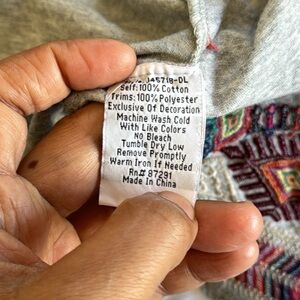 J4571B-DL
Self:100% Cotton
Trims:100% Polyester
Exclusive Of Decoration
Machine Wash Cold
With Like Colors
No Bleach
Tumble Dry Low
Remove Promptly
Warm Iron If Needed
Rn# 87291
Made In China